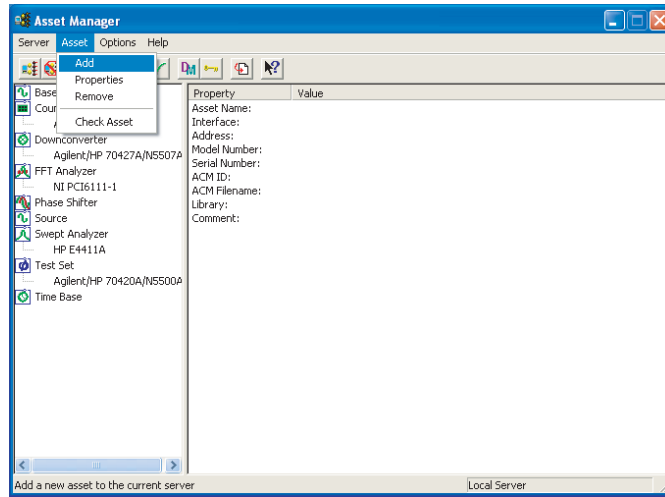 Asset Manager
Server Asset Options Help
Add
Properties
Remove
Check Asset
Base
Cour
Downconverter
Agilent/HP 70427A/N5507A
FFT Analyzer
NI PCI6111-1
Phase Shifter
Source
Swept Analyzer
HP E4411A
Test Set
Agilent/HP 70420A/N5500A
Time Base
Property Value
Asset Name:
Interface:
Address:
Model Number:
Serial Number:
ACM ID:
ACM Filename:
Library:
Comment:
Add a new asset to the current server
Local Server